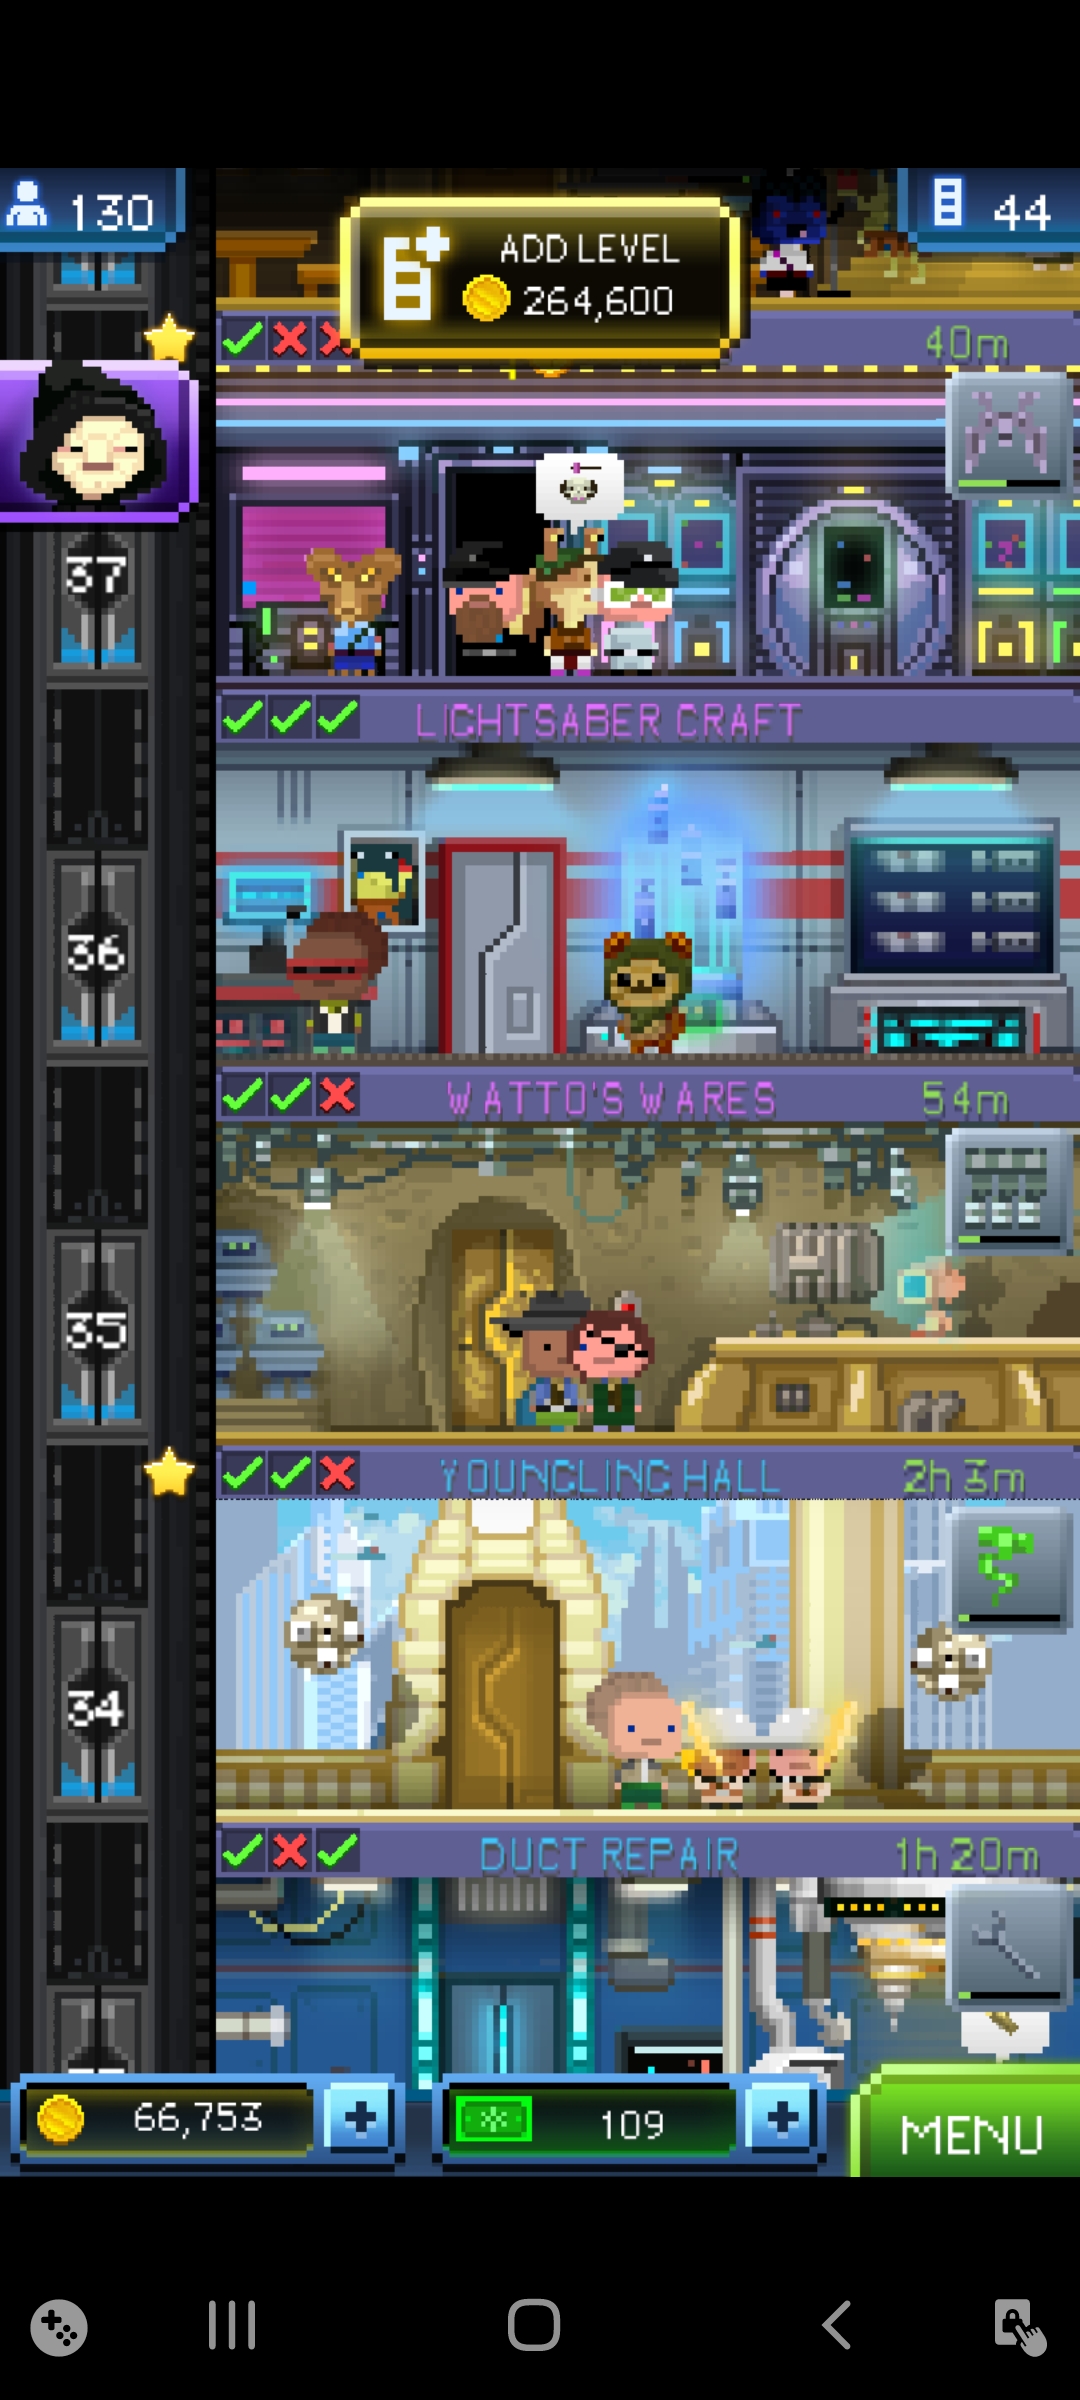 130
ADD LEVEL
264,600
44
40m
37
LIGHTSABER CRAFT
36
WATTO'S WARES
54m
35
YOUNGLING HALL
2h 3m
34
DUCT REPAIR
1h 20m
66,753
109
MENU